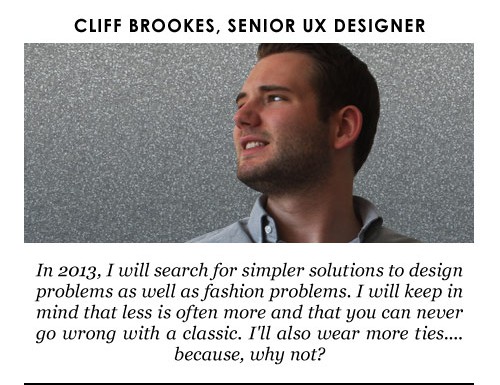 CLIFF BROOKES, SENIOR UX DESIGNER
In 2013, I will search for simpler solutions to design
problems as well as fashion problems. I will keep in
mind that less is often more and that you can never
go wrong with a classic. I'll also wear more ties....
because, why not?